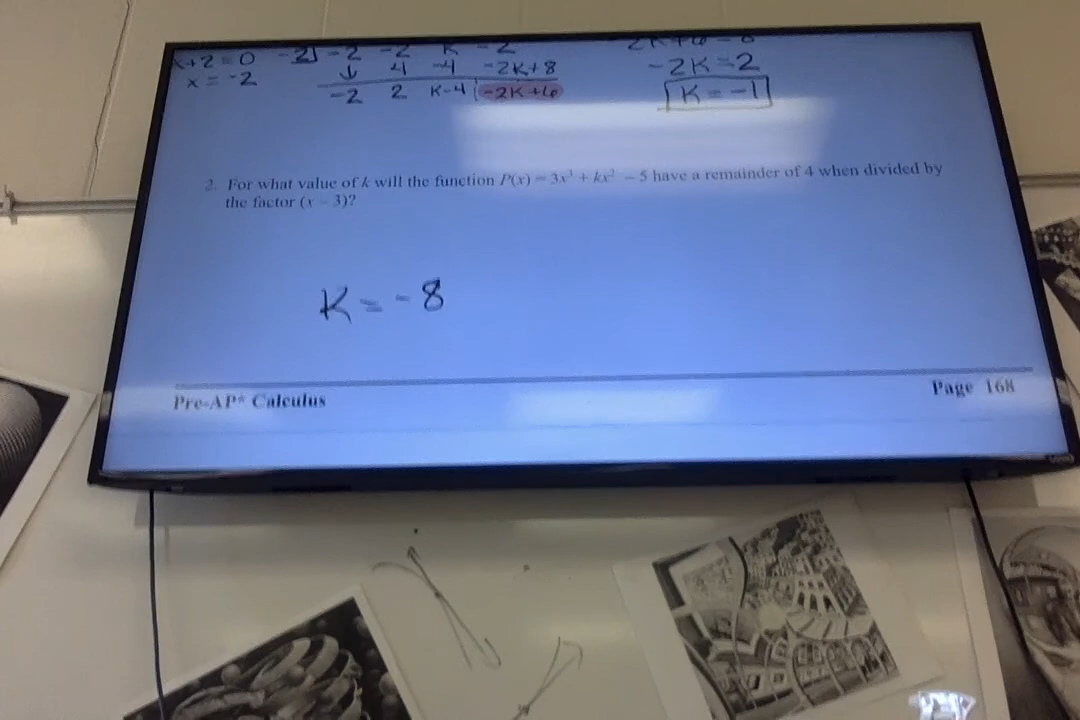 x+2=0 -2| -2 -2 K -2
x = -2 ↓ 4 -4 -2K+8
-2 2 K-4 -2K+6
-2K=2
K=-1
2. For what value of k will the function P(x) = 3x³ + kx² - 5 have a remainder of 4 when divided by
the factor (x - 3)?
K = -8
Pre-AP* Calculus
Page 168